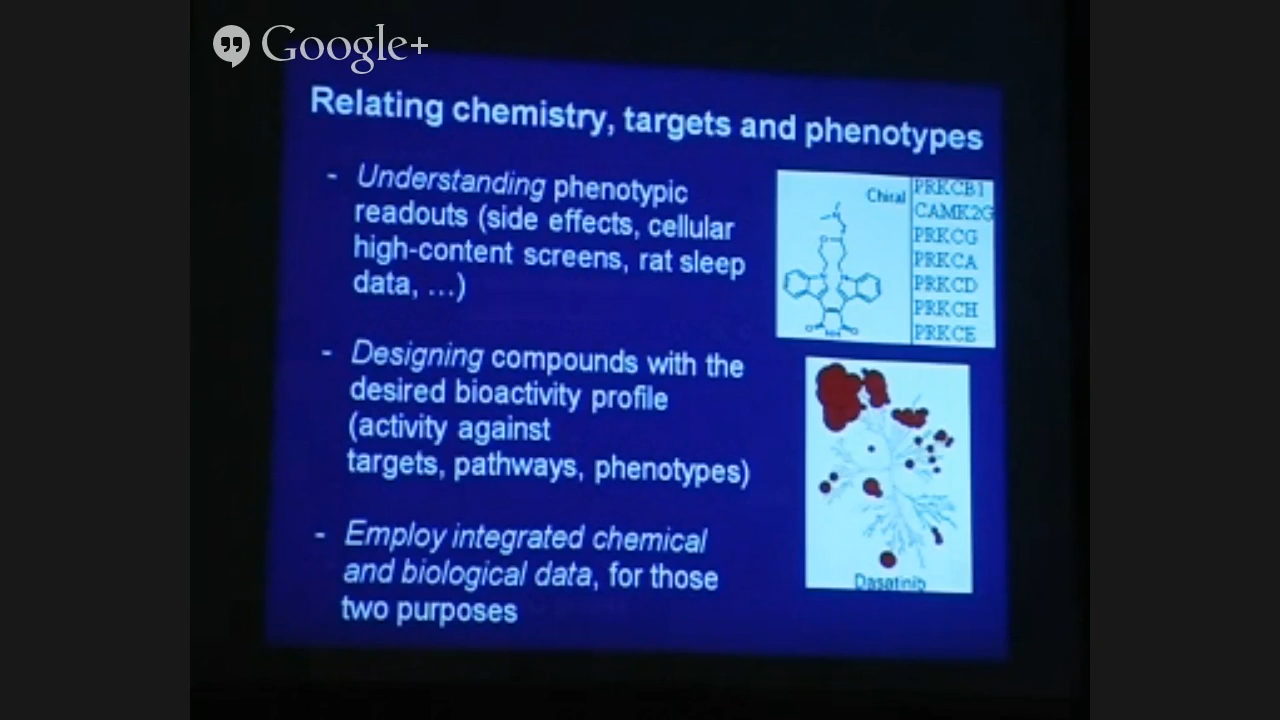 Google+
Relating chemistry, targets and phenotypes
- Understanding phenotypic
readouts (side effects, cellular
high-content screens, rat sleep
data, ...)
- Designing compounds with the
desired bioactivity profile
(activity against
targets, pathways, phenotypes)
- Employ integrated chemical
and biological data, for those
two purposes
Chiral
PRKCB1
CAMK2G
PRKCG
PRKCA
PRKCD
PRKCH
PRKCE
Dasatinib